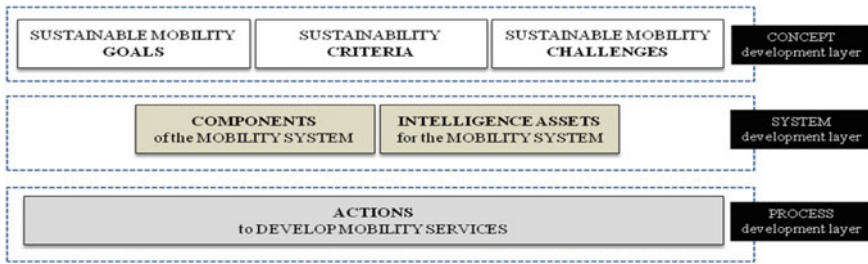 SUSTAINABLE MOBILITY
GOALS
SUSTAINABILITY
CRITERIA
SUSTAINABLE MOBILITY
CHALLENGES
CONCEPT
development layer
COMPONENTS
of the MOBILITY SYSTEM
INTELLIGENCE ASSETS
for the MOBILITY SYSTEM
SYSTEM
development layer
ACTIONS
to DEVELOP MOBILITY SERVICES
PROCESS
development layer